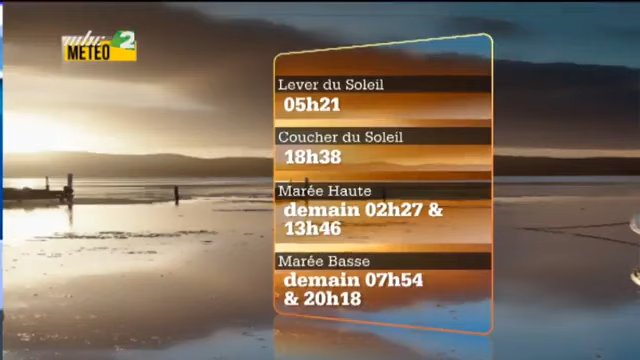 mbc 2
METEO
Lever du Soleil
05h21
Coucher du Soleil
18h38
Marée Haute
demain 02h27 &
13h46
Marée Basse
demain 07h54
& 20h18